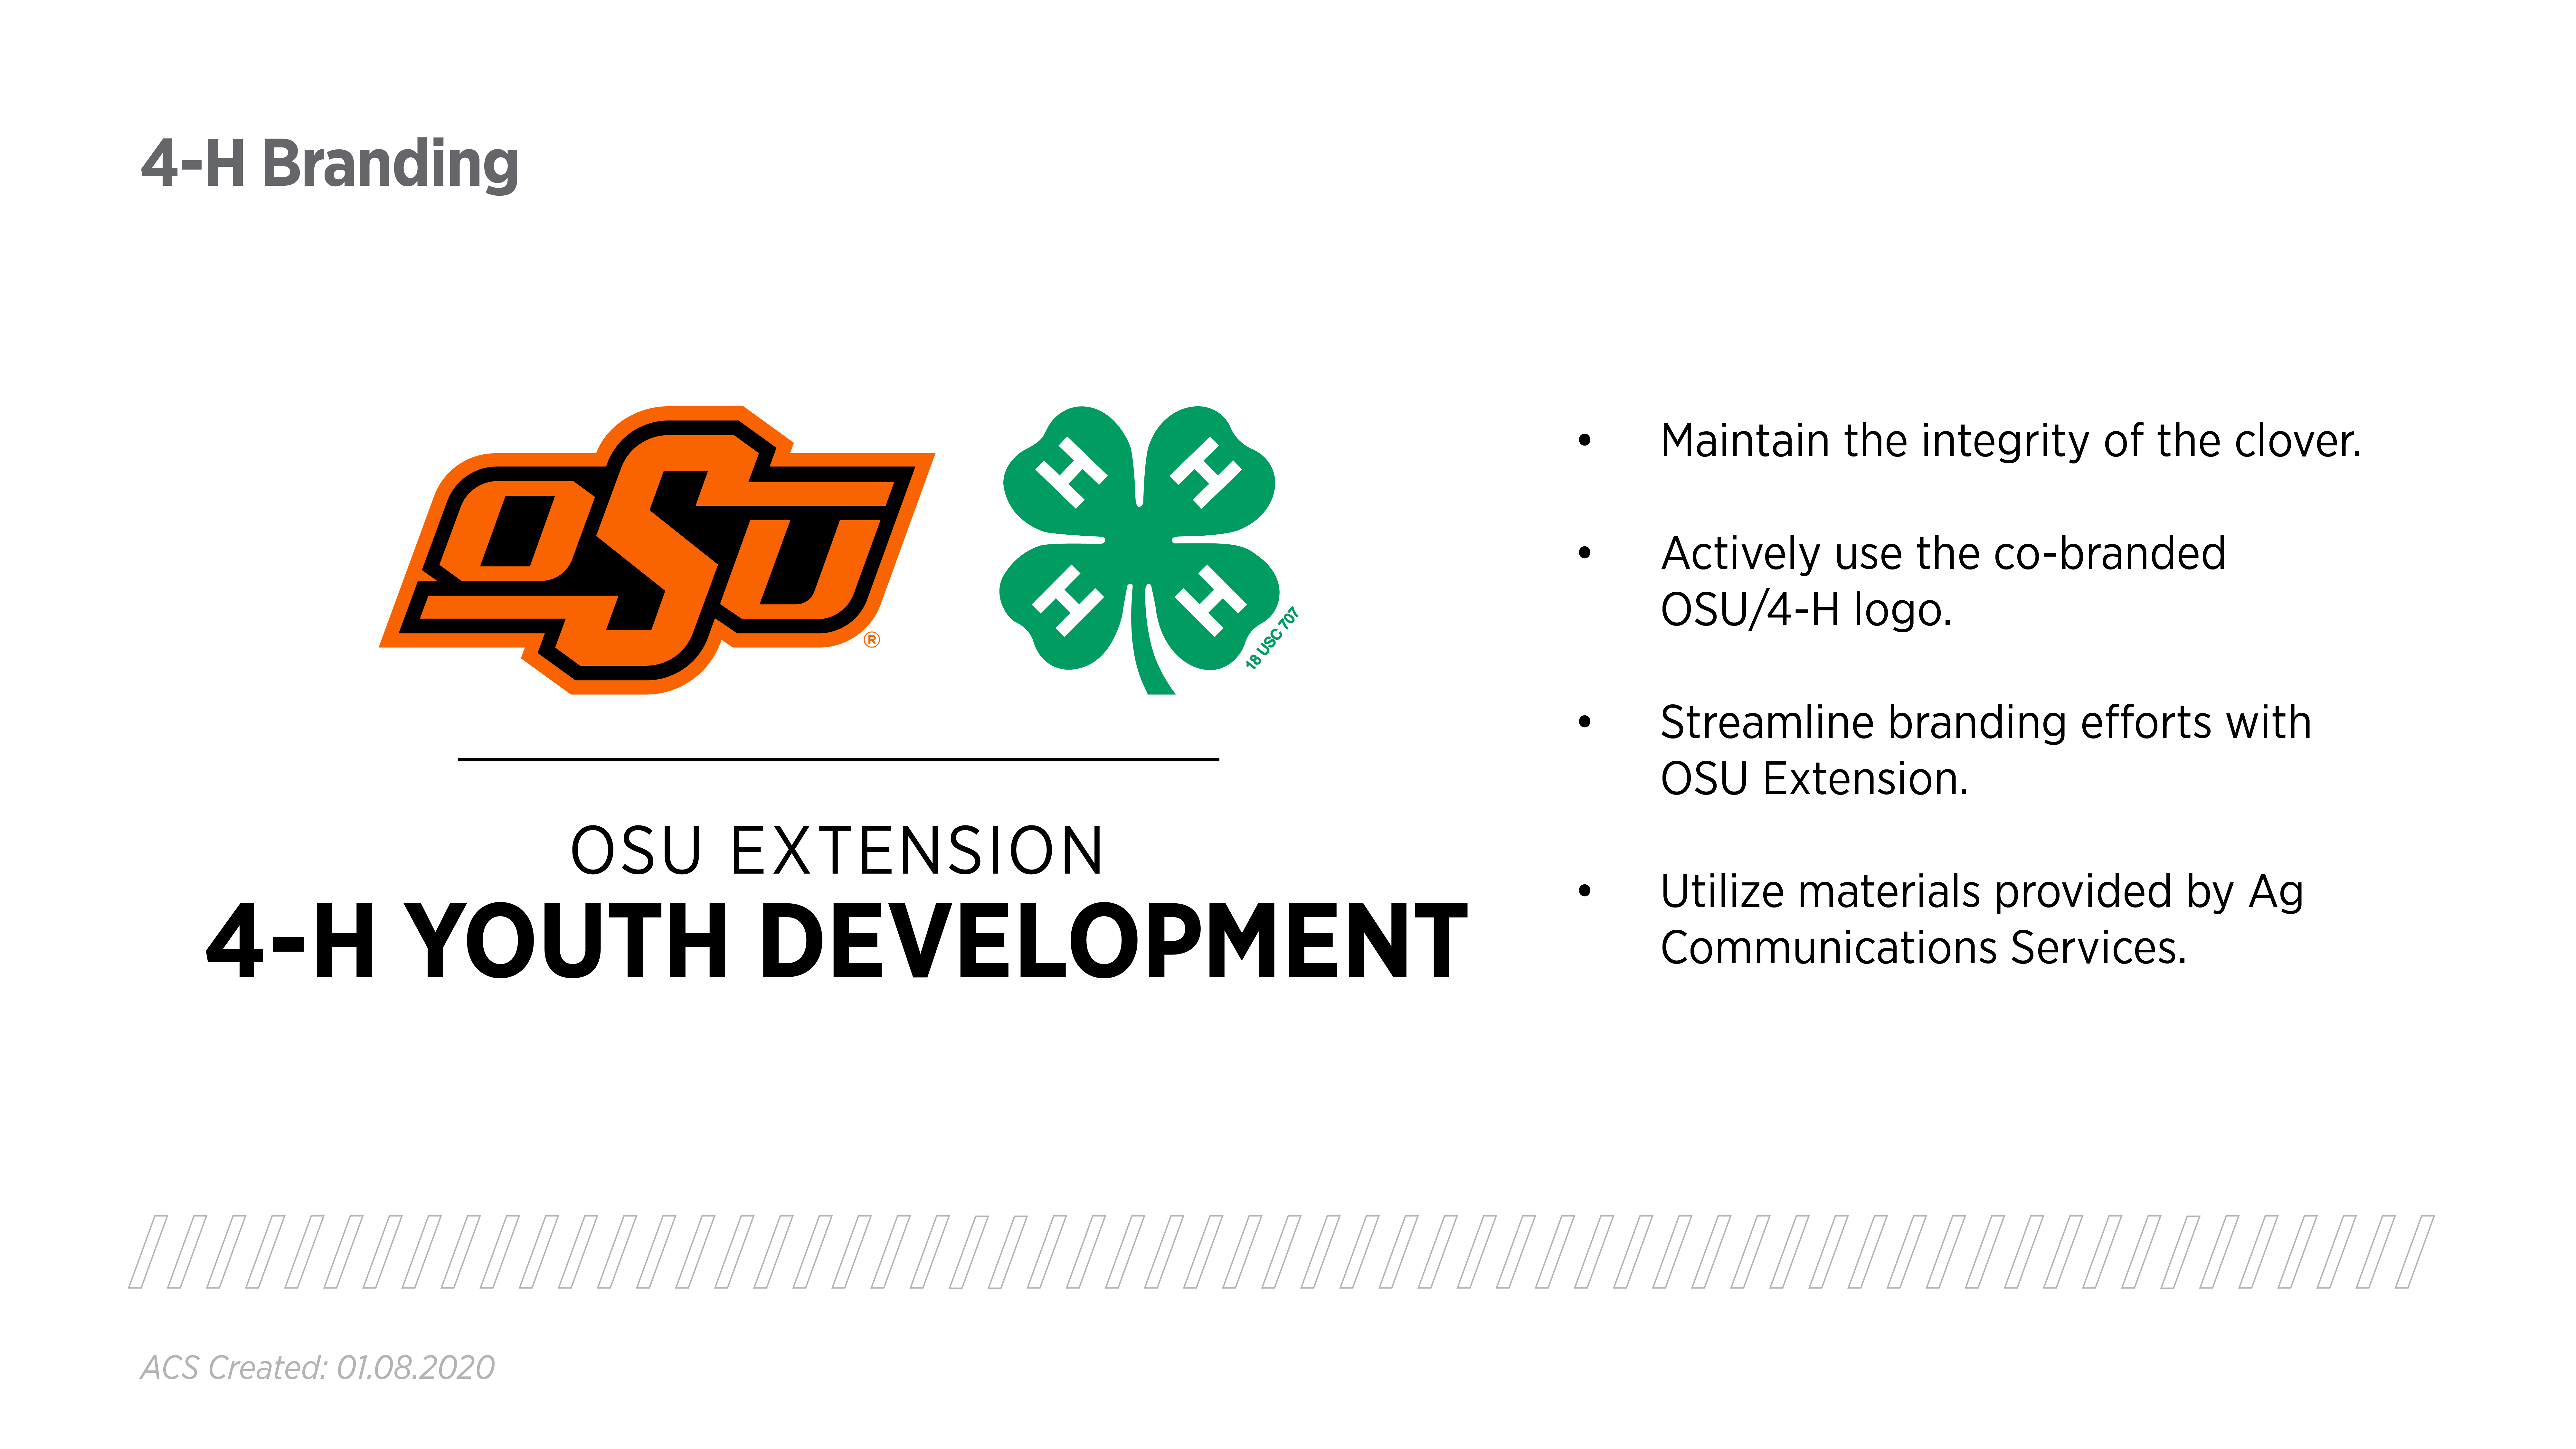 4-H Branding
OSU
®
H H
H H
18 USC 707
OSU EXTENSION
4-H YOUTH DEVELOPMENT
• Maintain the integrity of the clover.
• Actively use the co-branded
OSU/4-H logo.
• Streamline branding efforts with
OSU Extension.
• Utilize materials provided by Ag
Communications Services.
ACS Created: 01.08.2020